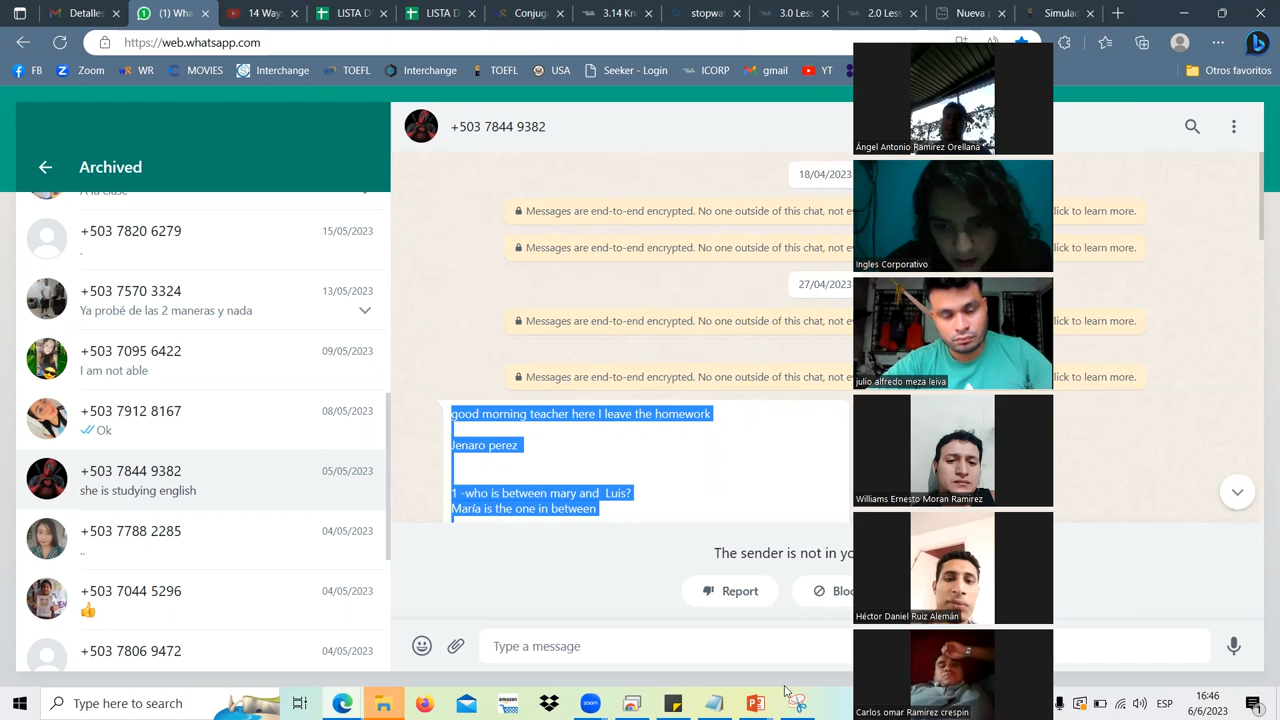 (5)
LISTA D
LISTA D
3.14 Kn
stopwa
3.0 Les
2.0 Les
Simula
https://web.whatsapp.com
FB
Zoom
WR
MOVIES
Interchange
TOEFL
Interchange
TOEFL
USA
Seeker - Login
ICORP
gmail
YT
Otros favoritos
Archived
A la clase
+503 7820 6279
15/05/2023
.
+503 7570 3324
13/05/2023
Ya probé de las 2 maneras y nada
+503 7095 6422
09/05/2023
I am not able
+503 7912 8167
08/05/2023
Ok
+503 7844 9382
05/05/2023
she is studying english
+503 7788 2285
04/05/2023
..
+503 7044 5296
04/05/2023
👍
+503 7806 9472
04/05/2023
+503 7844 9382
18/04/2023
Messages are end-to-end encrypted. No one outside of this chat, not ev
lick to learn more.
Messages are end-to-end encrypted. No one outside of this chat, not ev
lick to learn more.
27/04/2023
Messages are end-to-end encrypted. No one outside of this chat, not ev
lick to learn more.
Messages are end-to-end encrypted. No one outside of this chat, not ev
lick to learn more.
good morning teacher here I leave the homework
Jenaro perez
1 -who is between mary and Luis?
María is the one in between
The sender is not in yo
Report
Bloc
Type a message
Ángel Antonio Ramírez Orellana
Ingles Corporativo
julio alfredo meza leiva
Williams Ernesto Moran Ramirez
Héctor Daniel Ruiz Alemán
Carlos omar Ramirez crespin
Type here to search
amazon
zoom
ESP
6:46
1